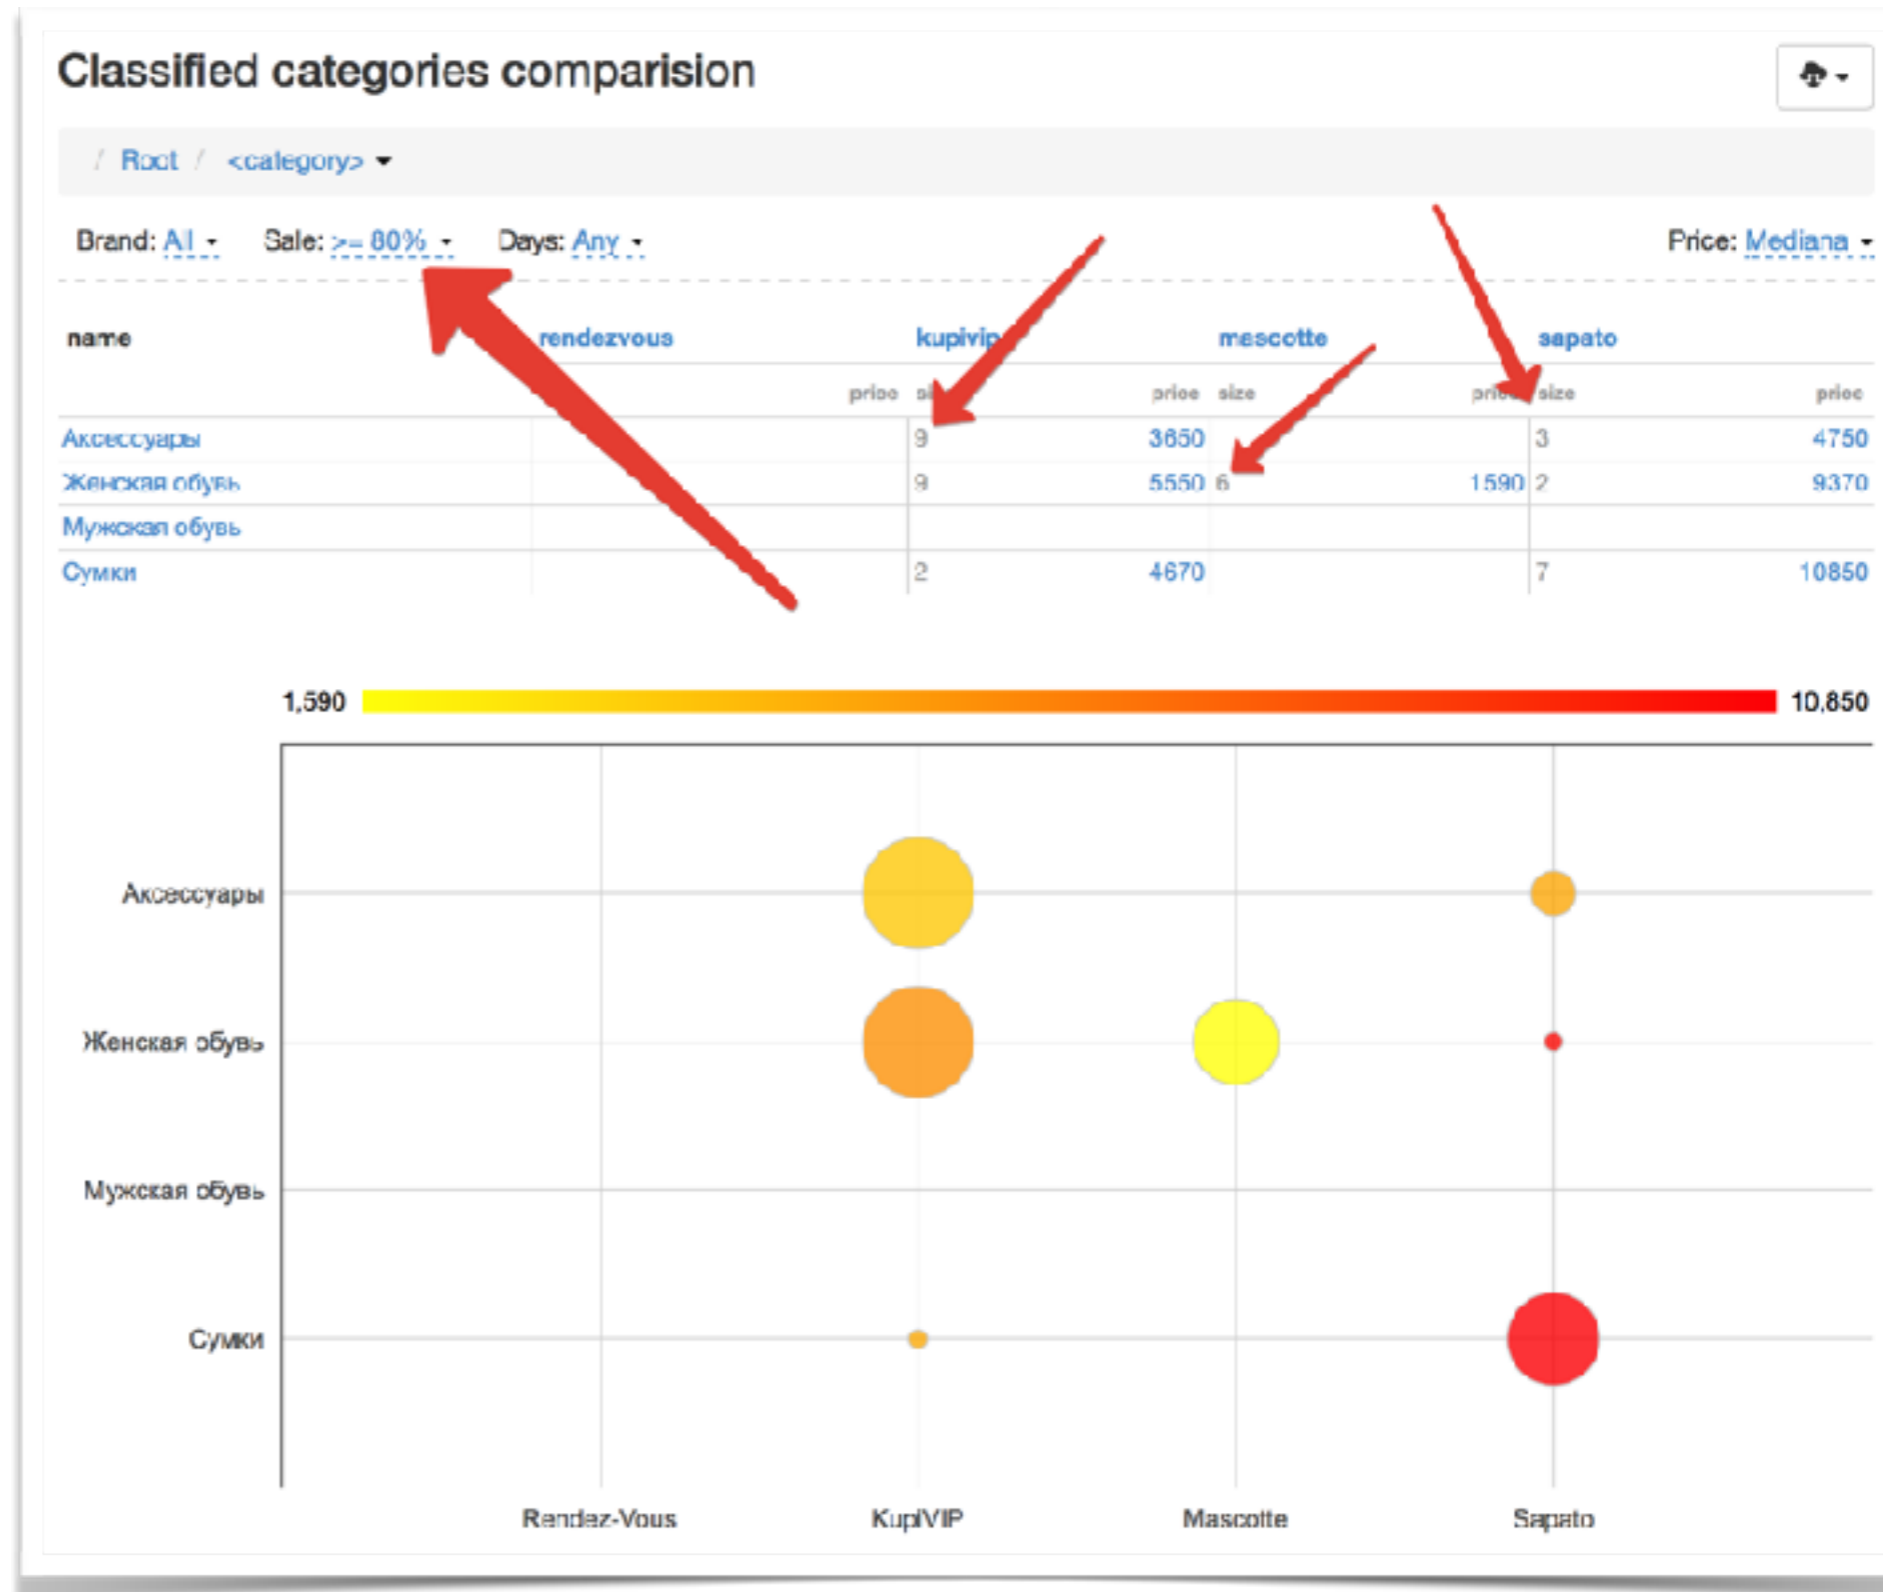 Classified categories comparision
/ Root / <category>
Brand: All Sale: >= 80% Days: Any Price: Mediana
name rendezvous kupivip mascotte sapato
price price size price size price
Аксессуары 9 3650 3 4750
Женская обувь 9 5550 6 1590 2 9370
Мужская обувь
Сумки 2 4670 7 10850
1,590 10,850
Аксессуары
Женская обувь
Мужская обувь
Сумки
Rendez-Vous KupiVIP Mascotte Sapato